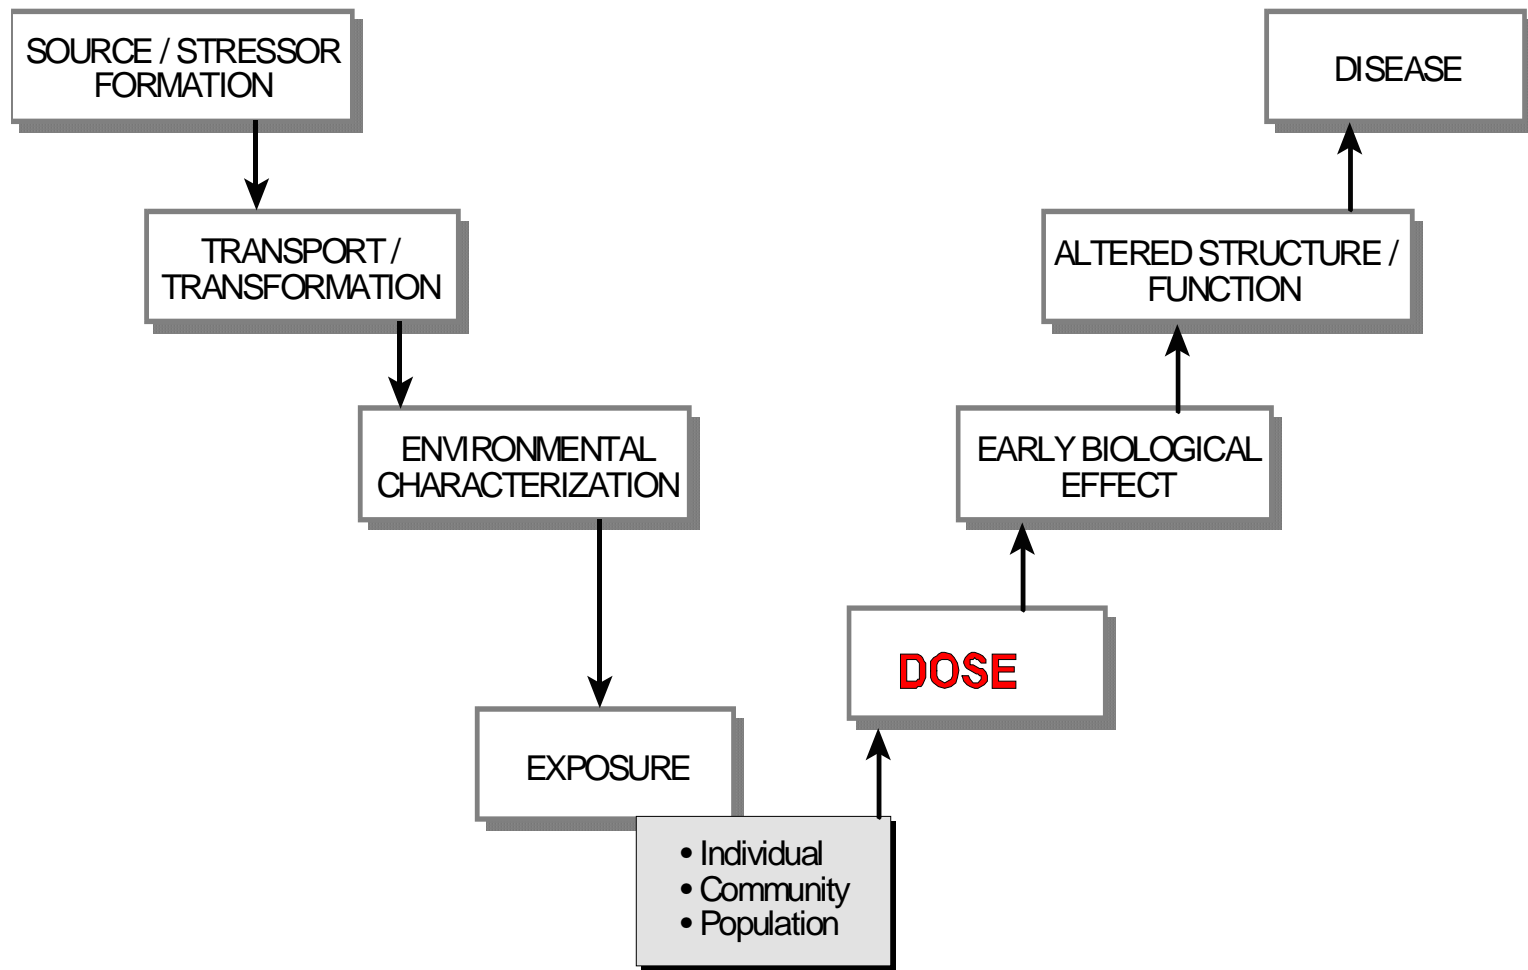 SOURCE / STRESSOR
FORMATION
TRANSPORT /
TRANSFORMATION
ENVIRONMENTAL
CHARACTERIZATION
EXPOSURE
• Individual
• Community
• Population
DOSE
EARLY BIOLOGICAL
EFFECT
ALTERED STRUCTURE /
FUNCTION
DISEASE